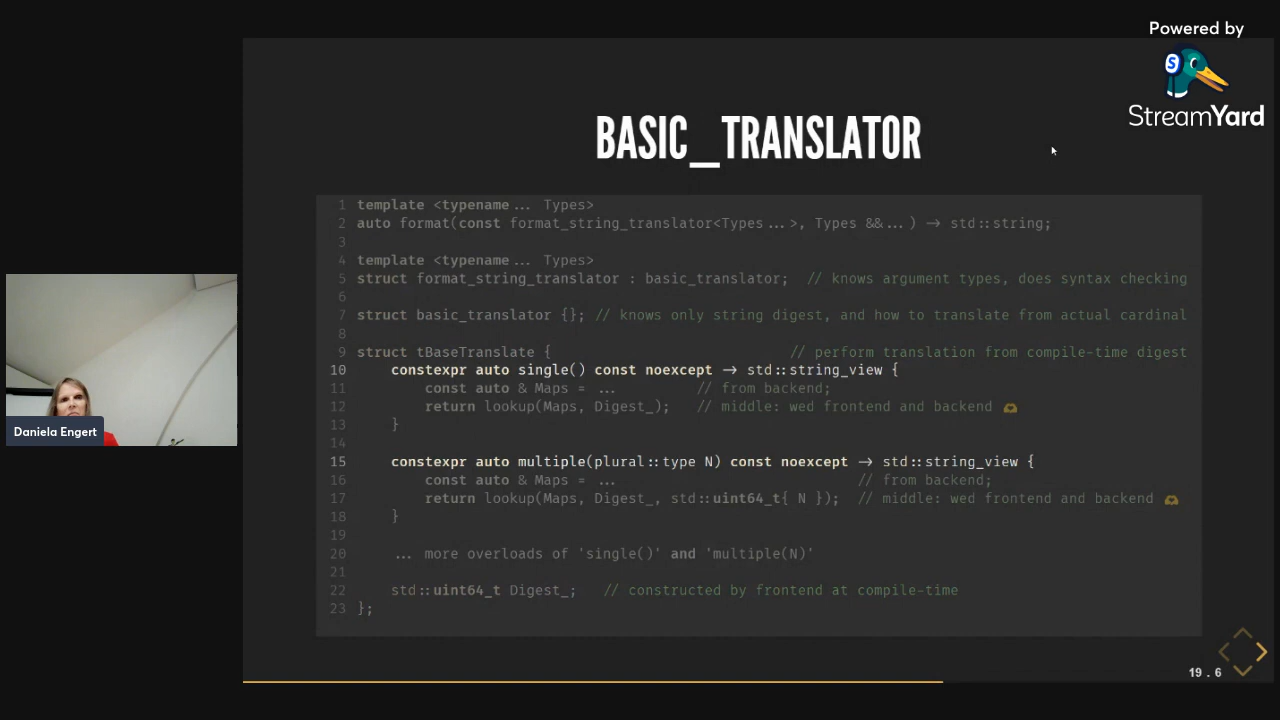 Powered by
S
StreamYard
BASIC_TRANSLATOR
1 template <typename ... Types>
2 auto format(const format_string_translator<Types ... >, Types && ... ) → std::string;
3
4 template <typename ... Types>
5 struct format_string_translator : basic_translator; // knows argument types, does syntax checking
6
7 struct basic_translator {}; // knows only string digest, and how to translate from actual cardinal
8
9 struct tBaseTranslate { // perform translation from compile-time digest
10 constexpr auto single() const noexcept → std::string_view {
11 const auto & Maps = ... // from backend;
12 return lookup(Maps, Digest_); // middle: wed frontend and backend 🫶
13 }
14
15 constexpr auto multiple(plural::type N) const noexcept → std::string_view {
16 const auto & Maps = ... // from backend;
17 return lookup(Maps, Digest_, std::uint64_t{ N }); // middle: wed frontend and backend 🫶
18 }
19
20 ... more overloads of 'single()' and 'multiple(N)'
21
22 std::uint64_t Digest_; // constructed by frontend at compile-time
23 };
Daniela Engert
19 . 6